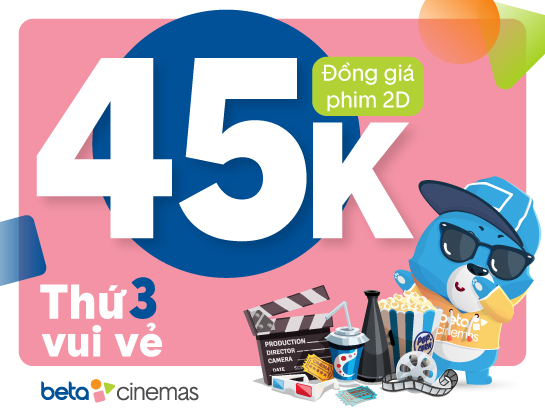 45K
Đồng giá
phim 2D
Thứ 3
vui vẻ
beta cinemas
beta
cinemas
PRODUCTION
DIRECTOR
CAMERA
DATE